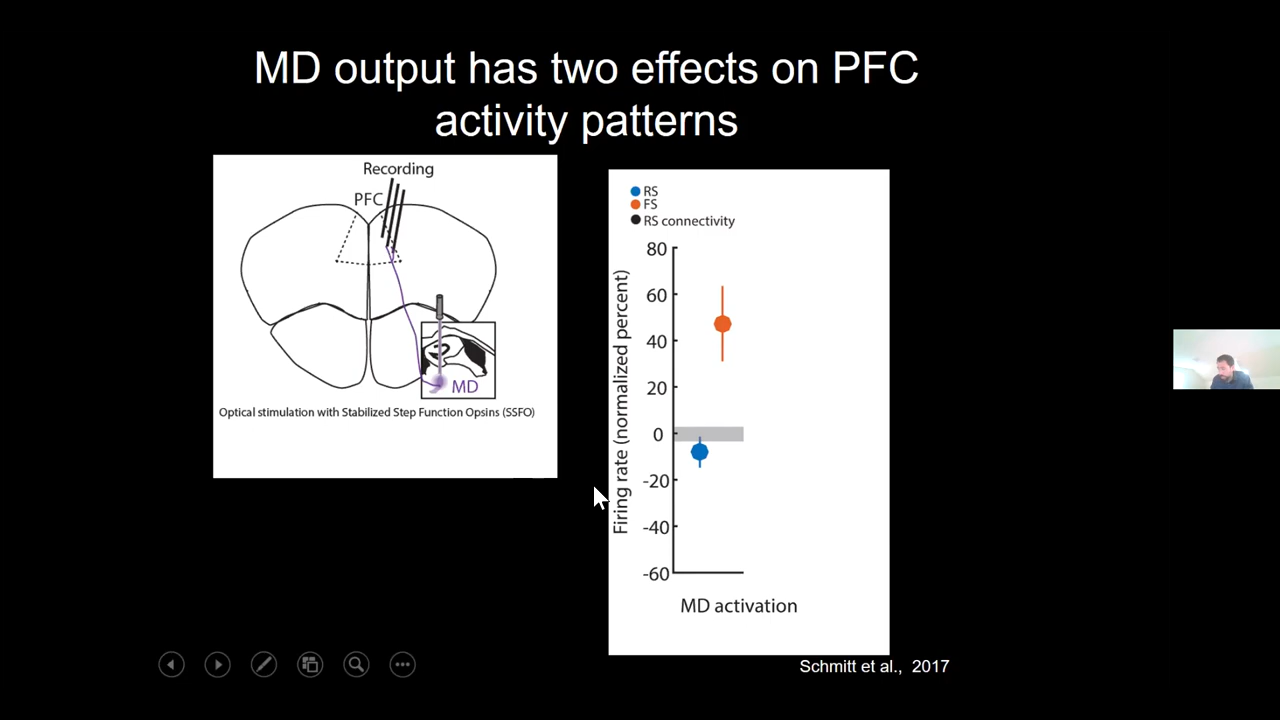 MD output has two effects on PFC
activity patterns
Recording
PFC
MD
Optical stimulation with Stabilized Step Function Opsins (SSFO)
RS
FS
RS connectivity
Firing rate (normalized percent)
80
60
40
20
0
-20
-40
-60
MD activation
Schmitt et al., 2017